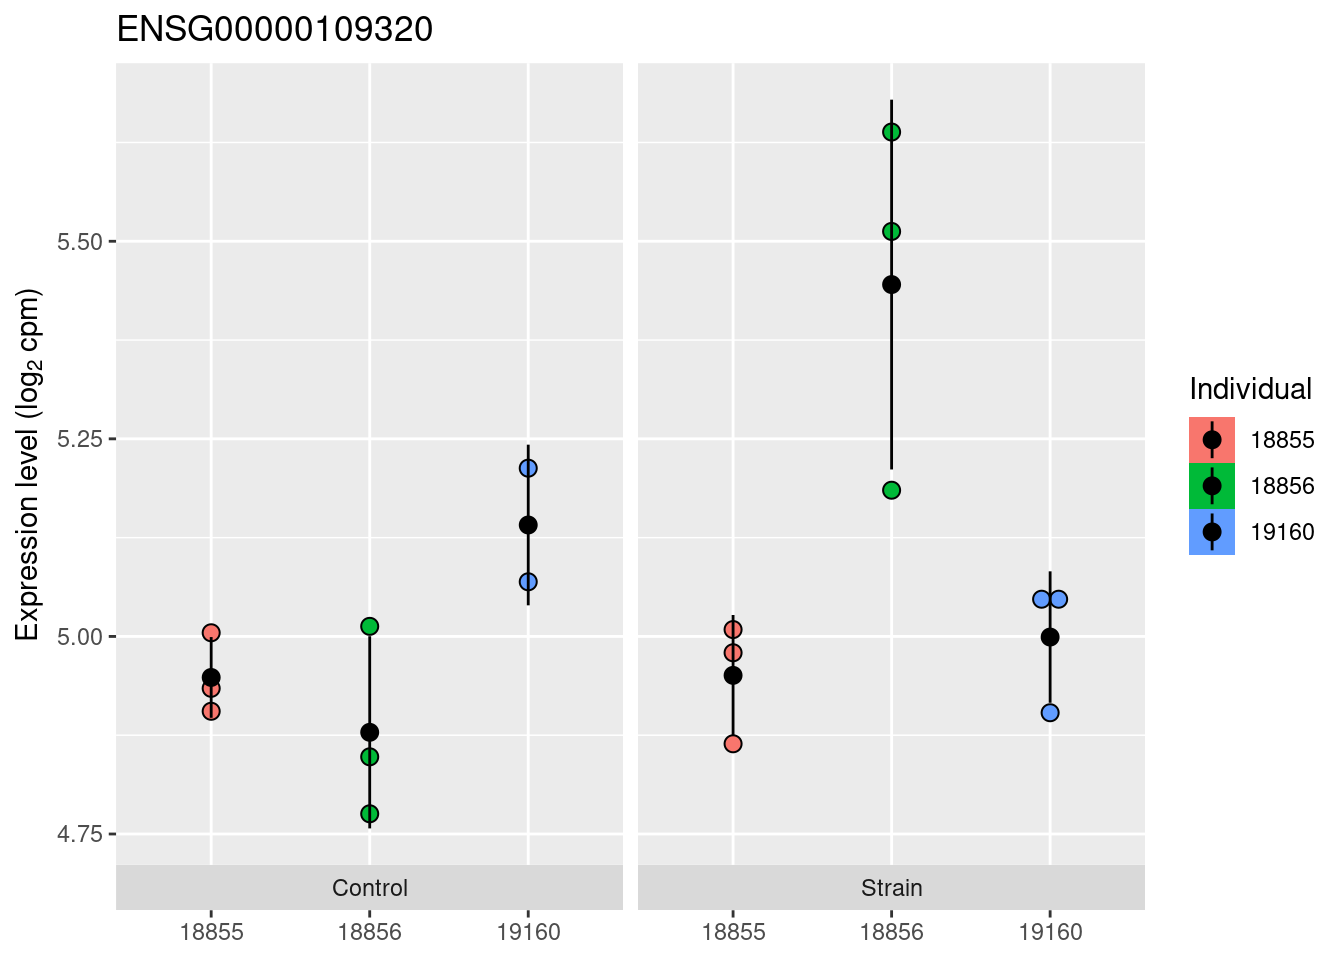 ENSG00000109320
Expression level (log₂ cpm)
5.50
5.25
5.00
4.75
Control
Strain
18855
18856
19160
18855
18856
19160
Individual
18855
18856
19160